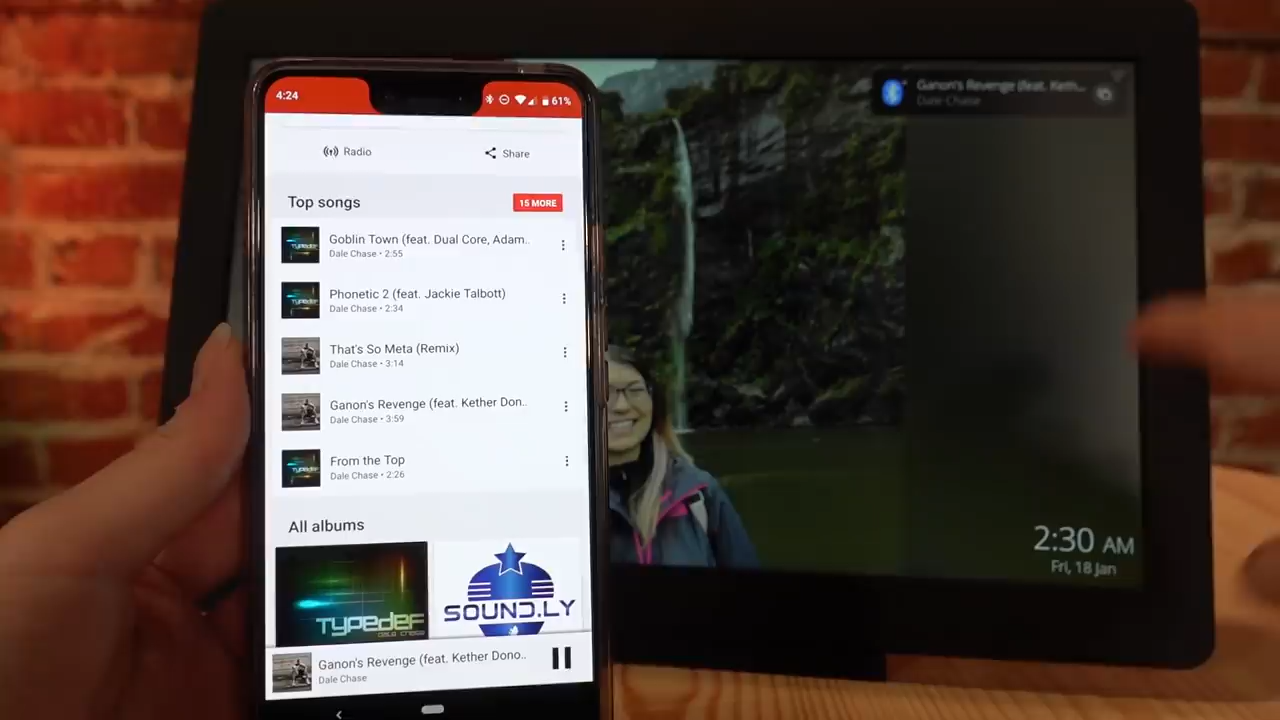 4:24
61%
Radio
Share
Top songs
15 MORE
Goblin Town (feat. Dual Core, Adam..
Dale Chase • 2:55
Phonetic 2 (feat. Jackie Talbott)
Dale Chase • 2:34
That's So Meta (Remix)
Dale Chase • 3:14
Ganon's Revenge (feat. Kether Don..
Dale Chase • 3:59
From the Top
Dale Chase • 2:26
All albums
TYPEDEF
DALE CHASE
SOUND.LY
Ganon's Revenge (feat. Kether Dono..
Dale Chase
Ganon's Revenge (feat. Keth...
Dale Chase
2:30 AM
Fri, 18 Jan